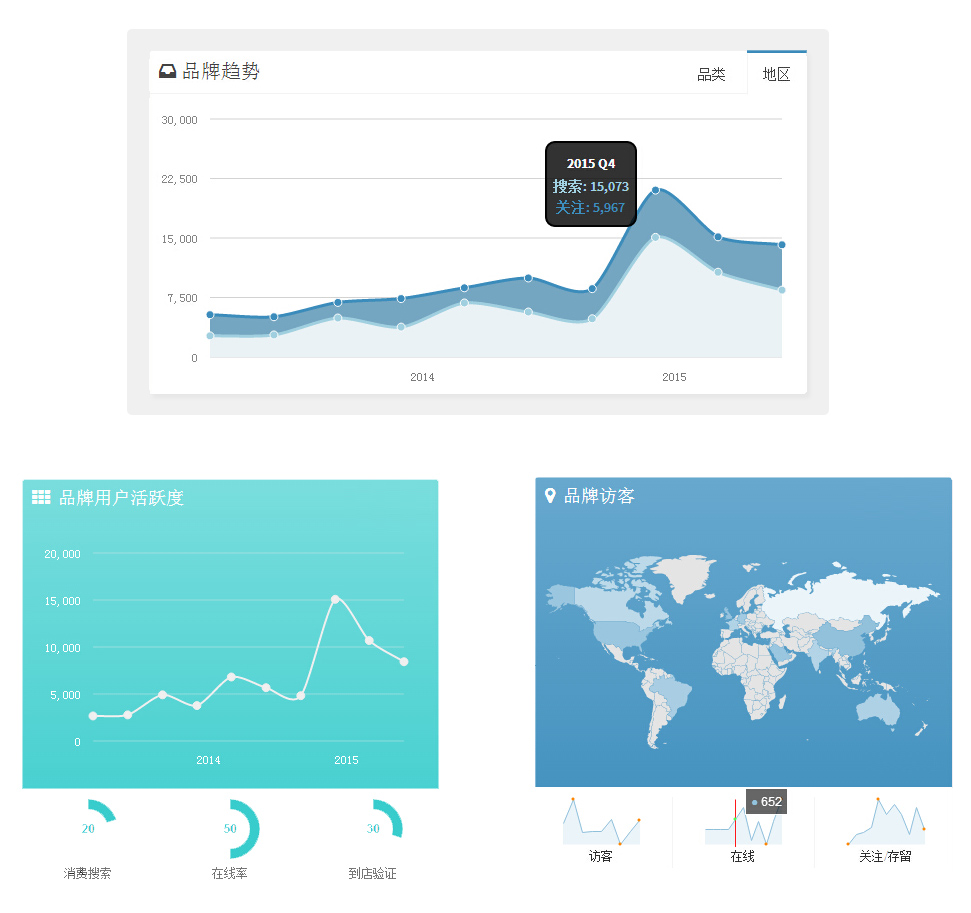 品牌趋势
品类
地区
30,000
22,500
15,000
7,500
0
2015 Q4
搜索: 15,073
关注: 5,967
2014
2015
品牌用户活跃度
20,000
15,000
10,000
5,000
0
2014
2015
20
50
30
消费搜索
在线率
到店验证
品牌访客
652
访客
在线
关注/存留